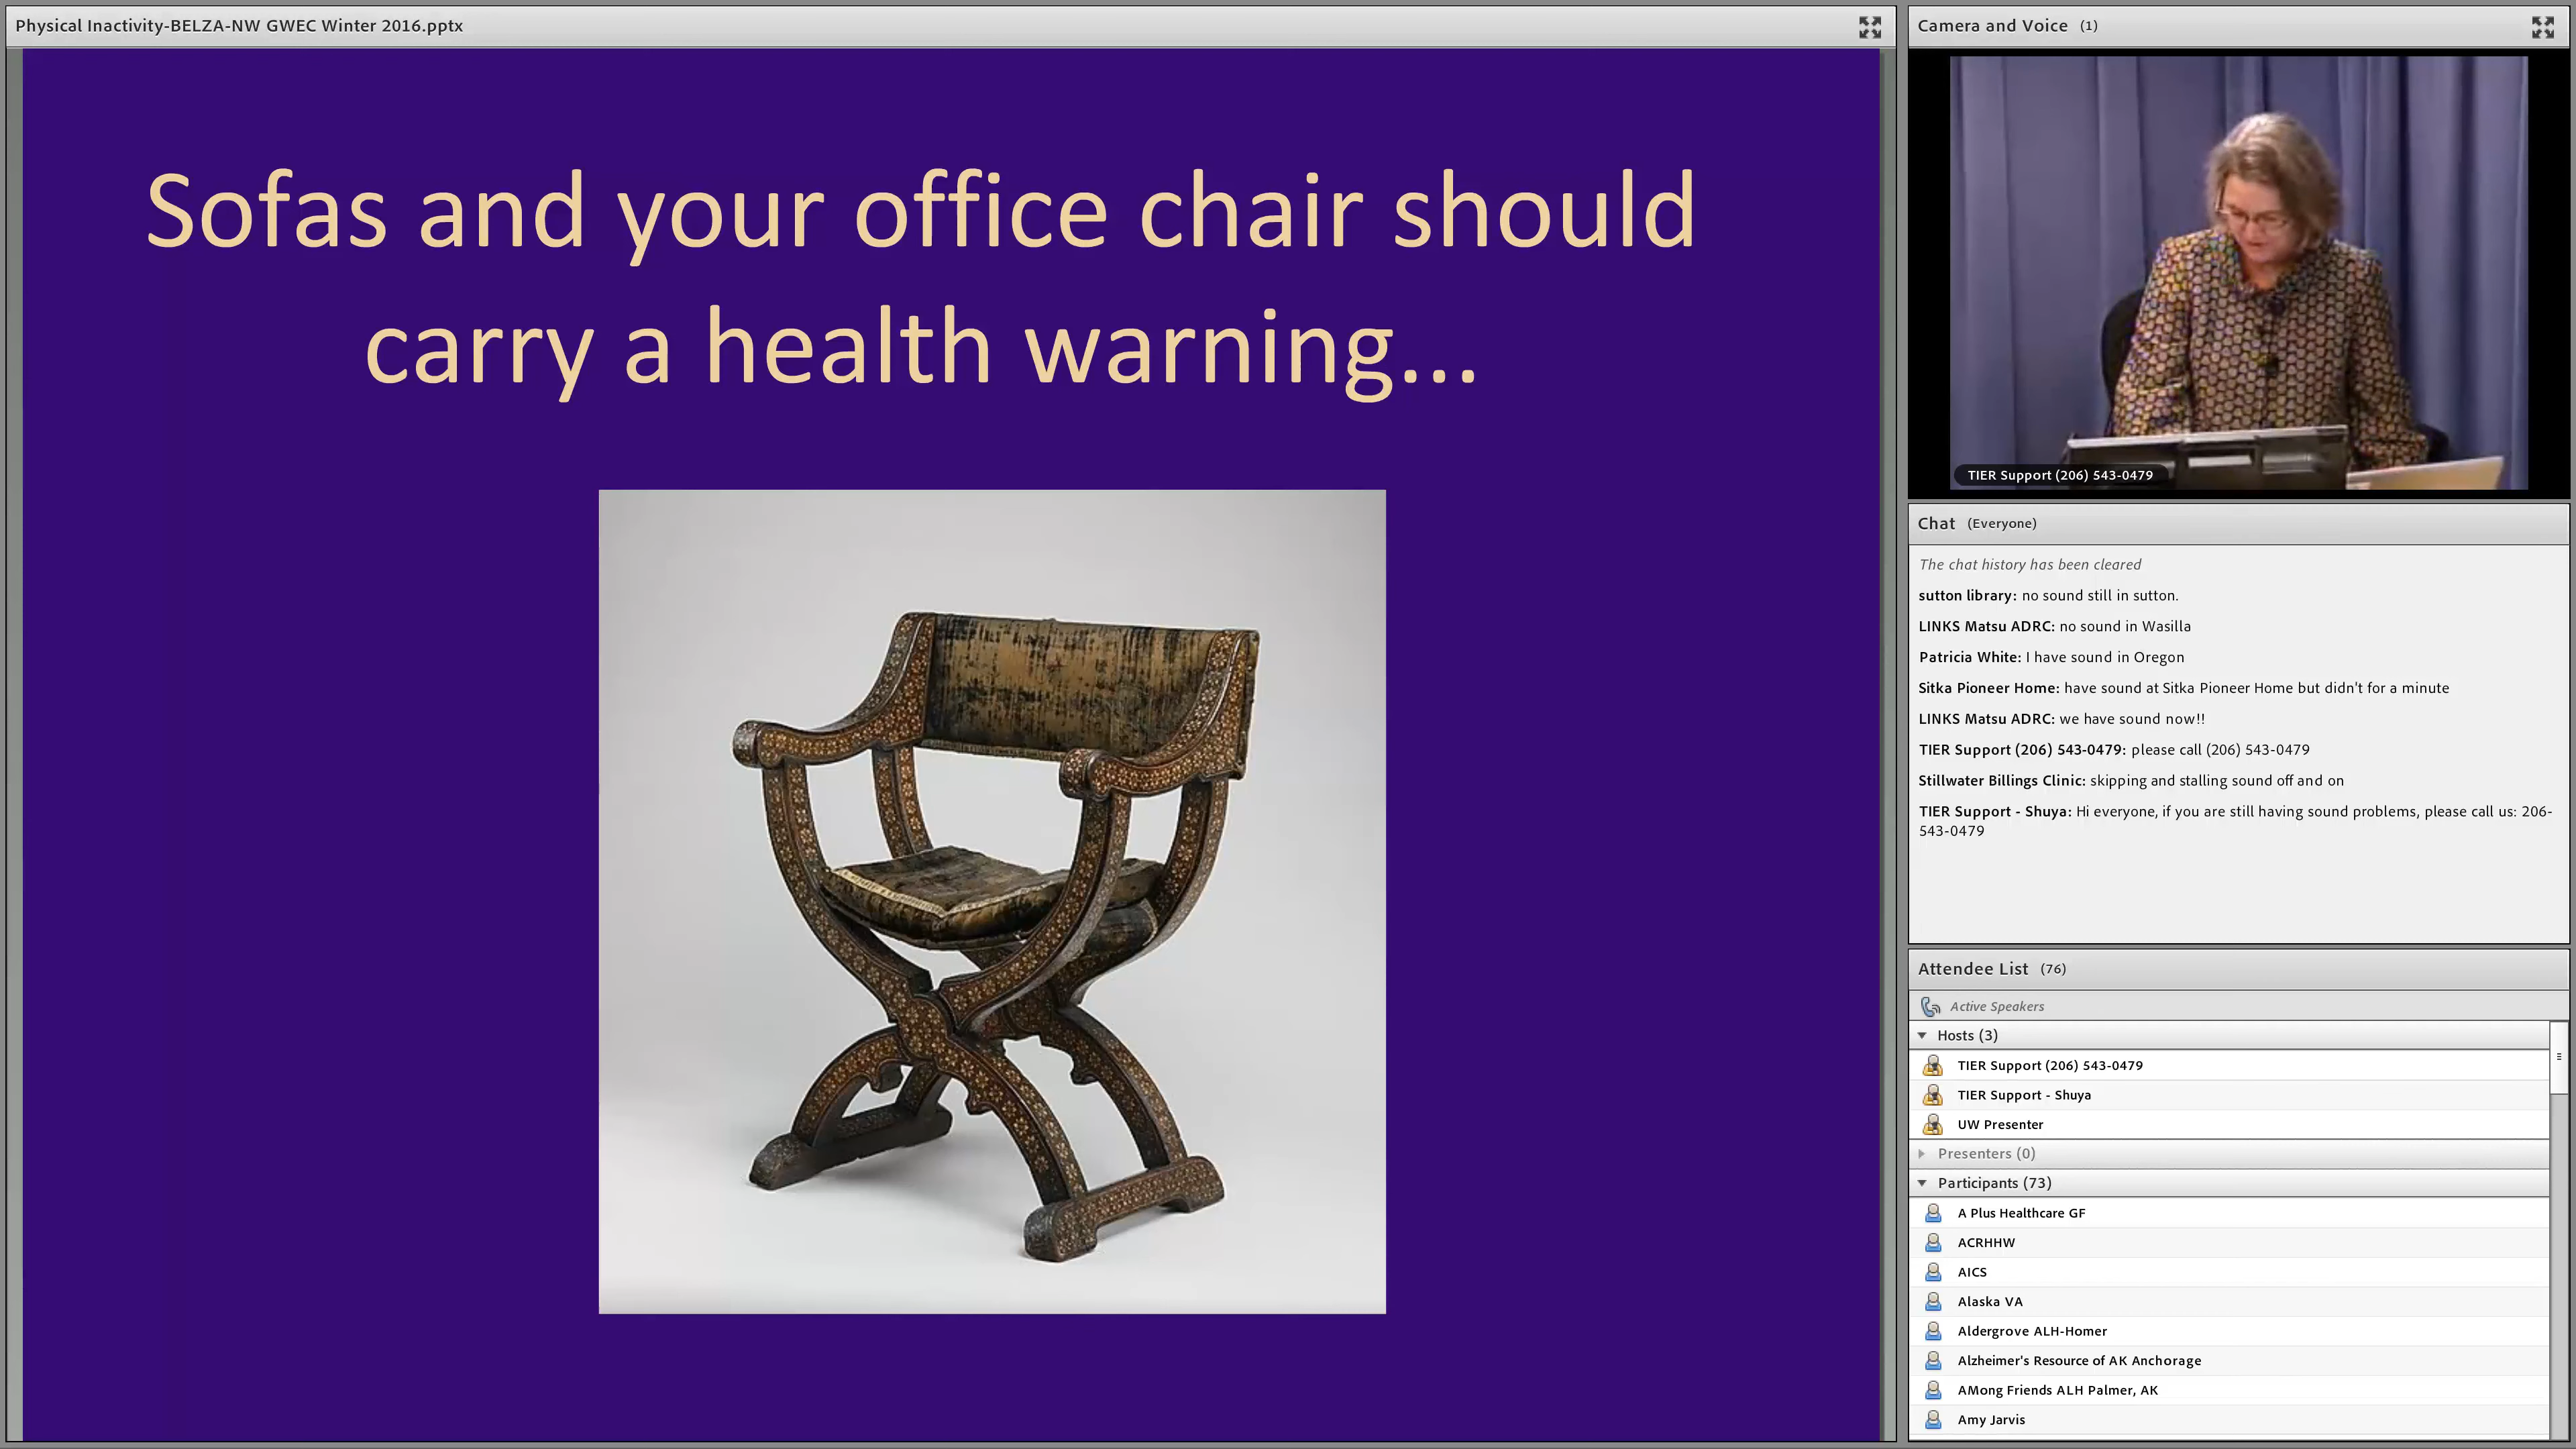 Physical Inactivity-BELZA-NW GWEC Winter 2016.pptx
Sofas and your office chair should
carry a health warning...
Camera and Voice (1)
TIER Support (206) 543-0479
Chat (Everyone)
The chat history has been cleared
sutton library: no sound still in sutton.
LINKS Matsu ADRC: no sound in Wasilla
Patricia White: I have sound in Oregon
Sitka Pioneer Home: have sound at Sitka Pioneer Home but didn't for a minute
LINKS Matsu ADRC: we have sound now!!
TIER Support (206) 543-0479: please call (206) 543-0479
Stillwater Billings Clinic: skipping and stalling sound off and on
TIER Support - Shuya: Hi everyone, if you are still having sound problems, please call us: 206-
543-0479
Attendee List (76)
Active Speakers
Hosts (3)
TIER Support (206) 543-0479
TIER Support - Shuya
UW Presenter
Presenters (0)
Participants (73)
A Plus Healthcare GF
ACRHHW
AICS
Alaska VA
Aldergrove ALH-Homer
Alzheimer's Resource of AK Anchorage
AMong Friends ALH Palmer, AK
Amy Jarvis